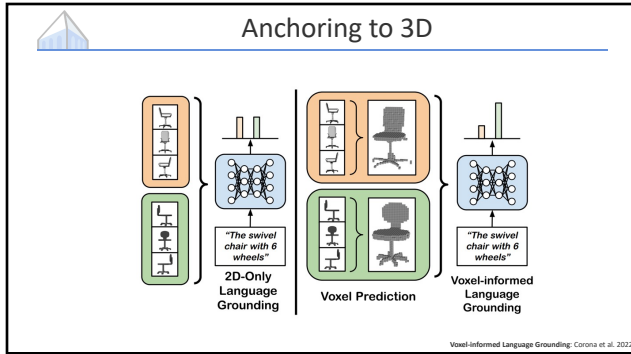 Anchoring to 3D
"The swivel
chair with 6
wheels"
2D-Only
Language
Grounding
Voxel Prediction
"The swivel
chair with 6
wheels"
Voxel-informed
Language
Grounding
Voxel-informed Language Grounding: Corona et al. 2022